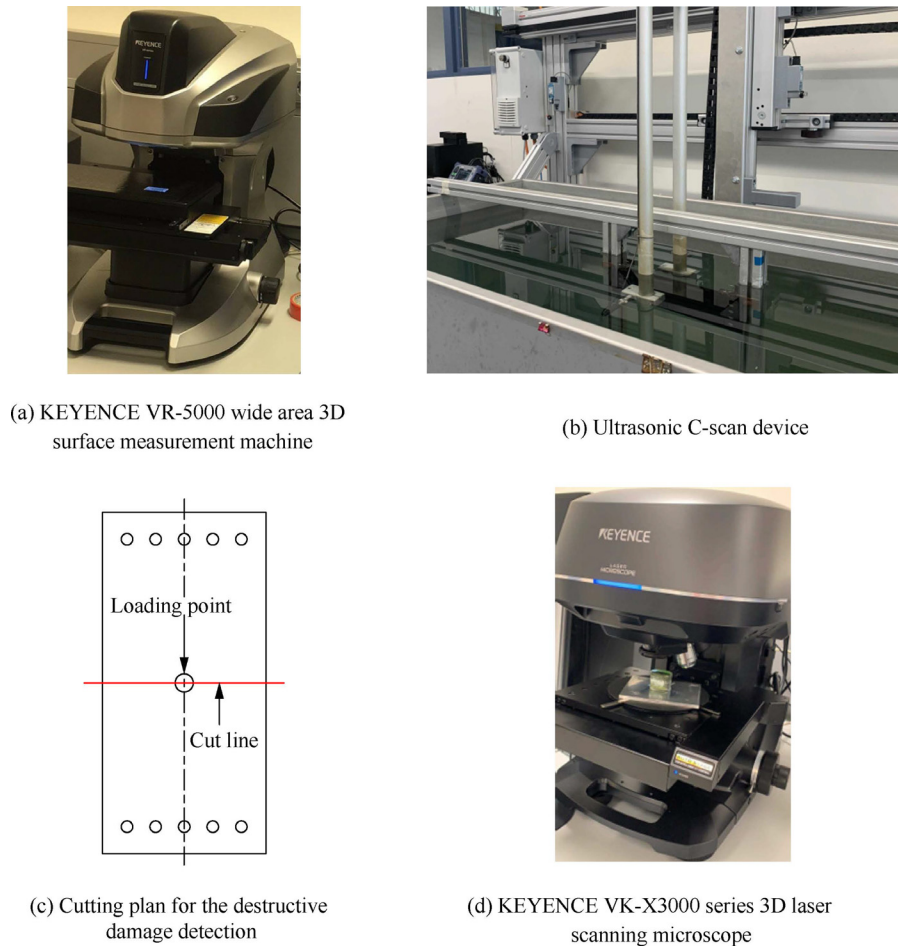 KEYENCE
(a) KEYENCE VR-5000 wide area 3D
surface measurement machine
(b) Ultrasonic C-scan device
Loading point
Cut line
(c) Cutting plan for the destructive
damage detection
KEYENCE
LASER
MICROSCOPE
(d) KEYENCE VK-X3000 series 3D laser
scanning microscope